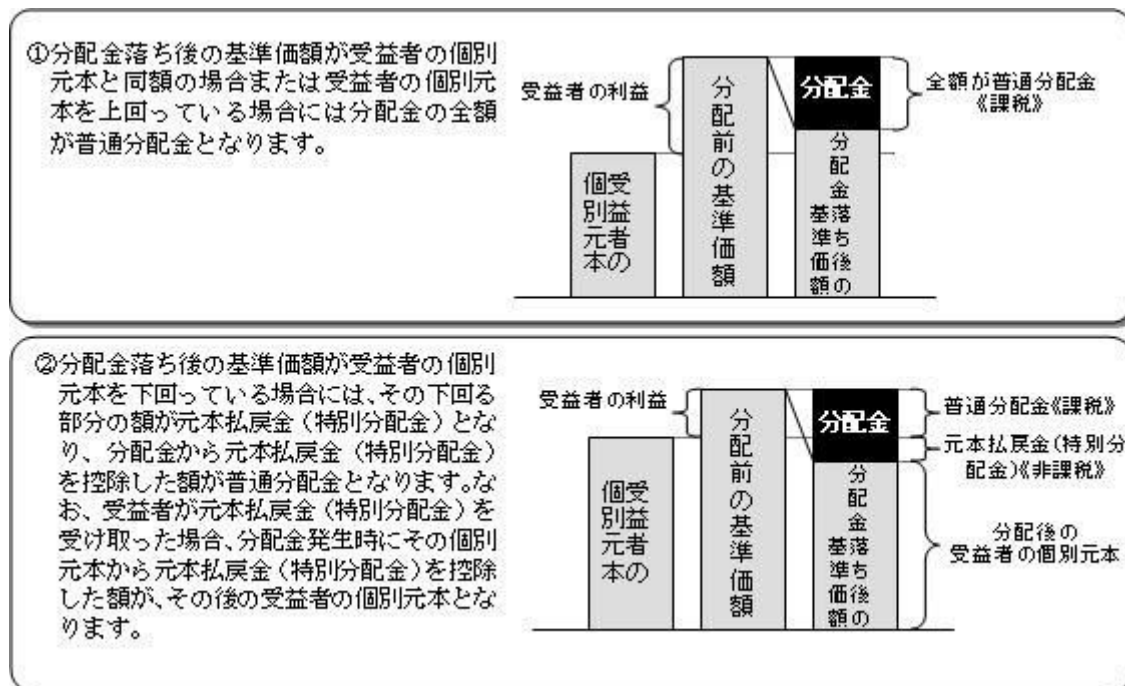 ①分配金落ち後の基準価額が受益者の個別
元本と同額の場合または受益者の個別元
本を上回っている場合には分配金の全額
が普通分配金となります。
受益者の利益
受益者の
個別元本
分配前の基準価額
分配金
分配金落ち後の
基準価額
全額が普通分配金
《課税》
②分配金落ち後の基準価額が受益者の個別
元本を下回っている場合には、その下回る
部分の額が元本払戻金(特別分配金)とな
り、分配金から元本払戻金(特別分配金)
を控除した額が普通分配金となります。な
お、受益者が元本払戻金(特別分配金)を
受け取った場合、分配金発生時にその個別
元本から元本払戻金(特別分配金)を控除
した額が、その後の受益者の個別元本とな
ります。
受益者の利益
受益者の
個別元本
分配前の基準価額
分配金
分配金落ち後の
基準価額
普通分配金《課税》
元本払戻金(特別分
配金)《非課税》
分配後の
受益者の個別元本